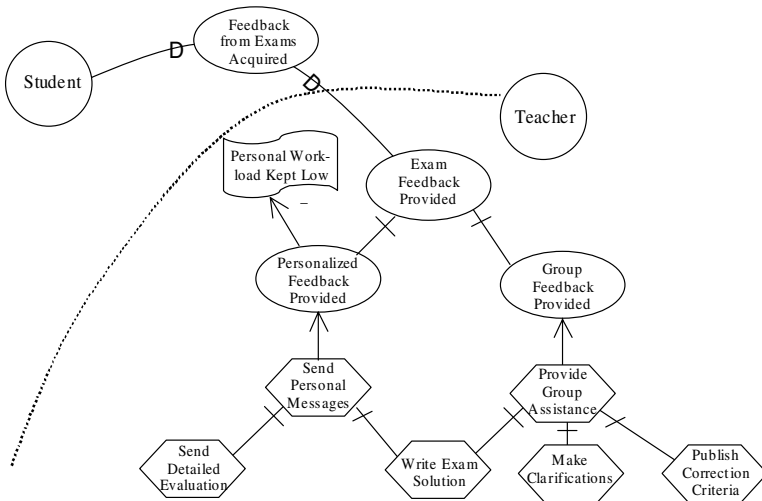 Feedback
from Exams
Acquired
D
Student
D
Teacher
Personal Work-
load Kept Low
–
Exam
Feedback
Provided
Personalized
Feedback
Provided
Group
Feedback
Provided
Send
Personal
Messages
Provide
Group
Assistance
Send
Detailed
Evaluation
Write Exam
Solution
Make
Clarifications
Publish
Correction
Criteria